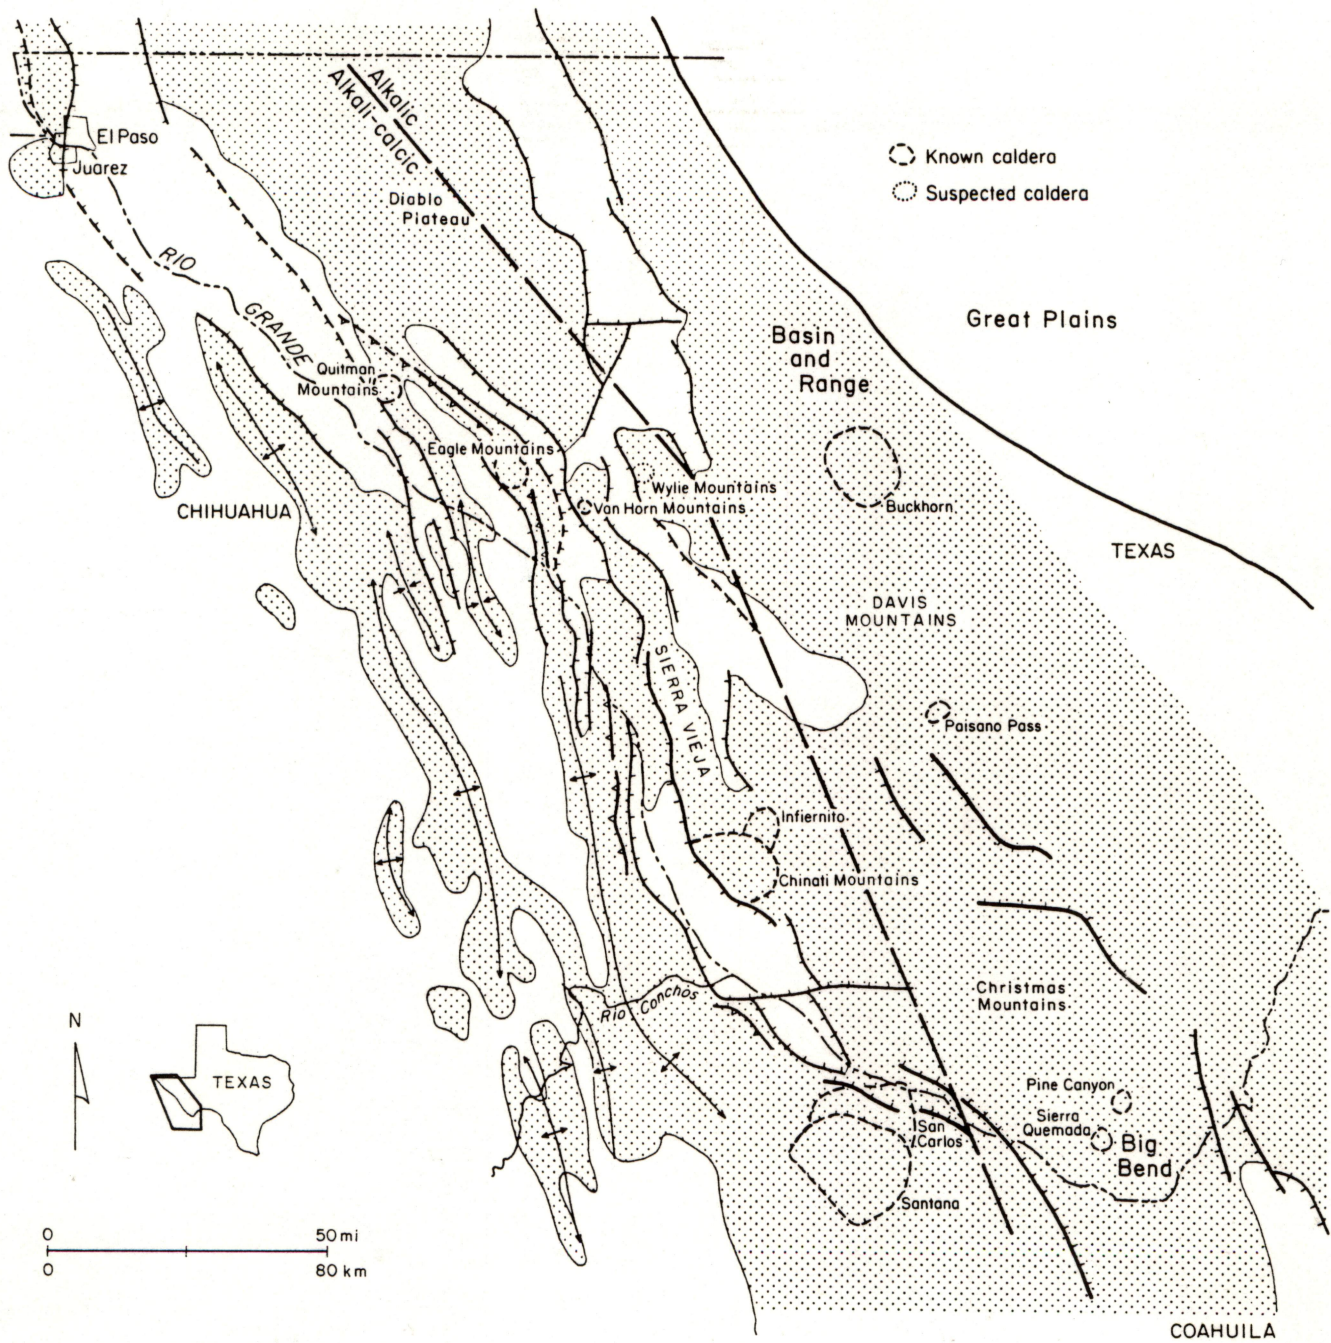 Alkalic
Alkali-calcic
El Paso
Juarez
Known caldera
Suspected caldera
Diablo
Plateau
RIO
GRANDE
Great Plains
Basin
and
Range
Quitman
Mountains
Eagle Mountains
Wylie Mountains
Van Horn Mountains
Buckhorn
CHIHUAHUA
TEXAS
DAVIS
MOUNTAINS
SIERRA VIEJA
Paisano Pass
Infiernito
Chinati Mountains
Christmas
Mountains
Rio Conchos
N
TEXAS
Pine Canyon
Sierra
Quemada
Big
Bend
San
Carlos
Santana
0 50 mi
0 80 km
COAHUILA